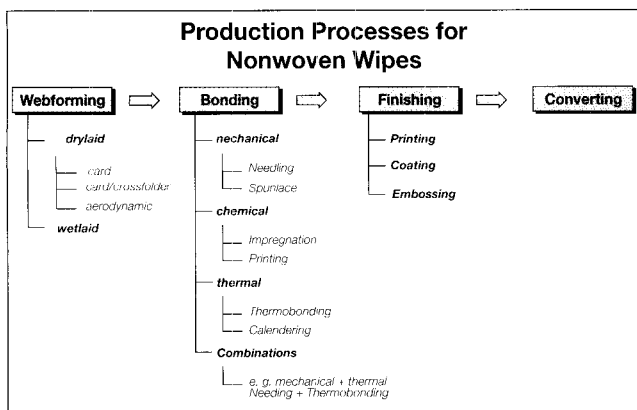 Production Processes for
Nonwoven Wipes
Webforming
Bonding
Finishing
Converting
drylaid
card
card/crossfolder
aerodynamic
wetlaid
nechanical
Needling
Spunlace
chemical
Impregnation
Printing
thermal
Thermobonding
Calendering
Combinations
e. g. mechanical + thermal
Needing + Thermobonding
Printing
Coating
Embossing